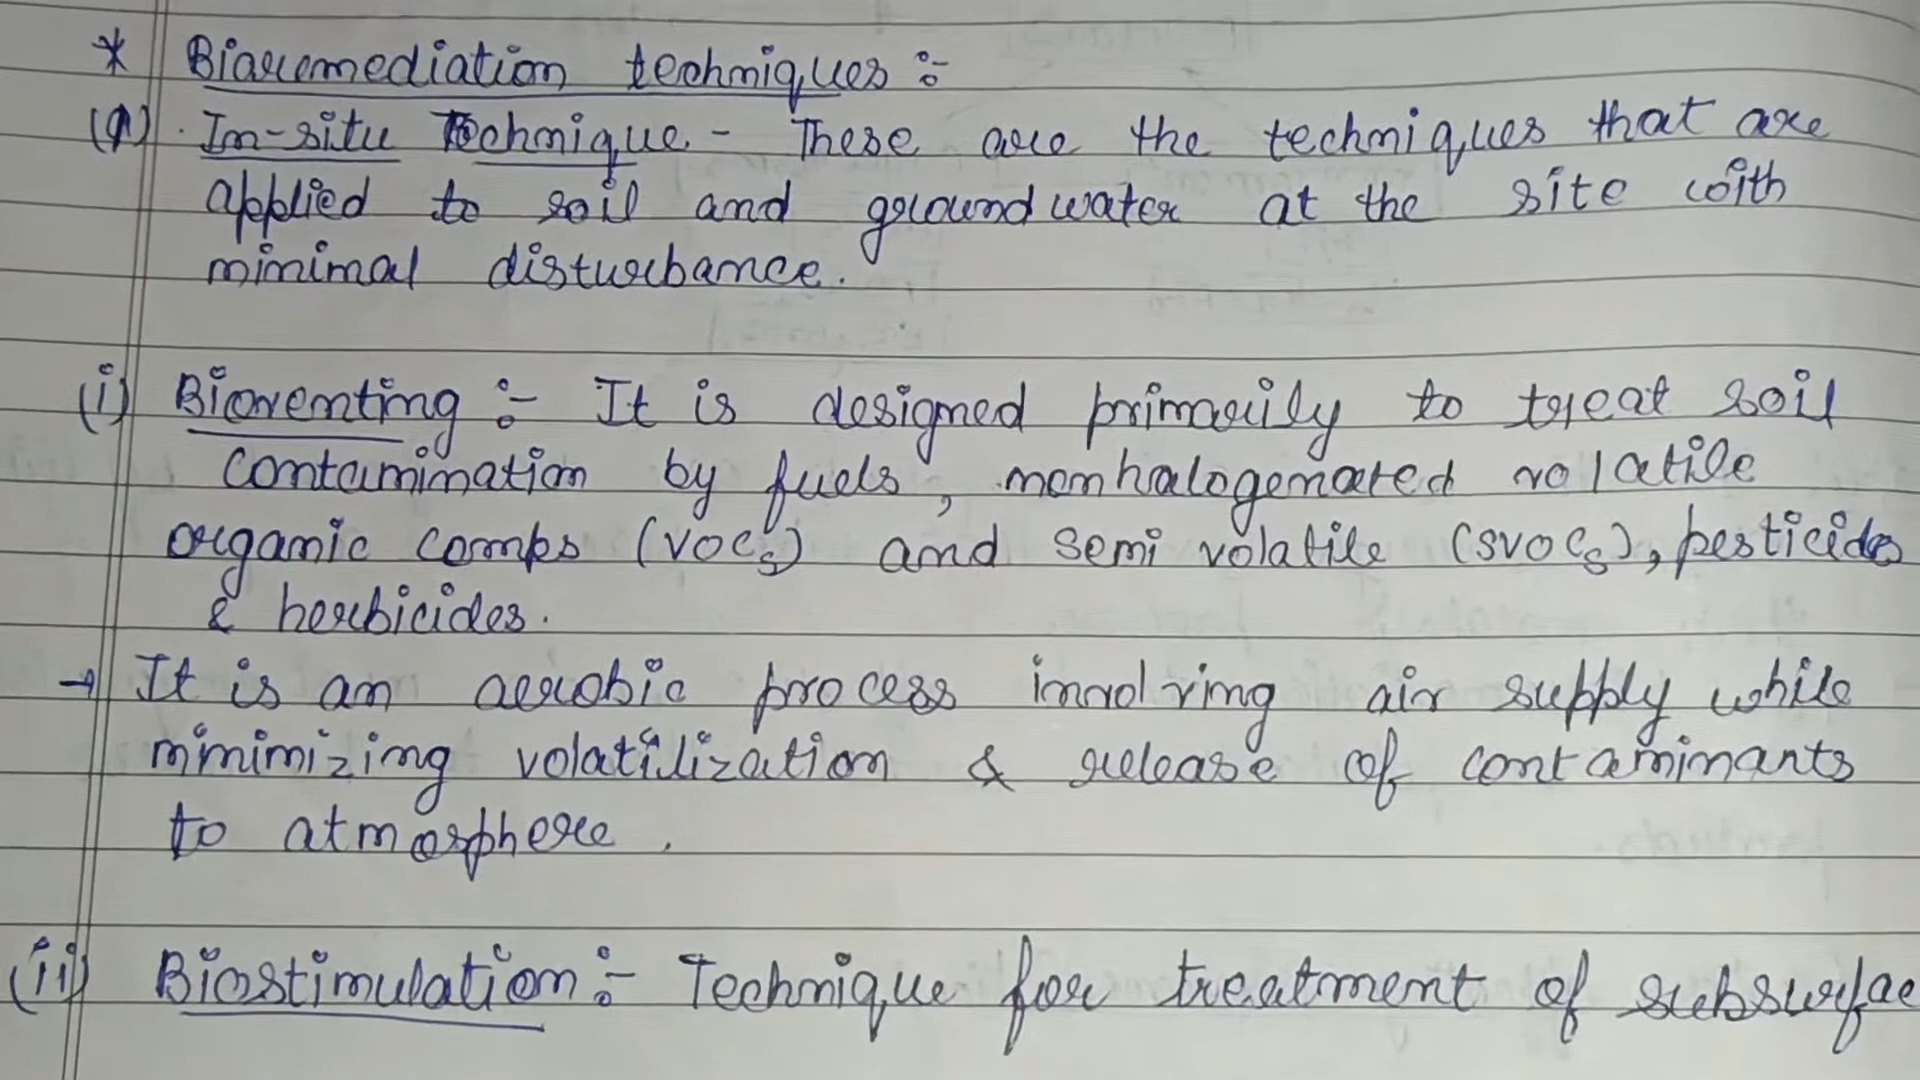 * Bioremediation techniques :-
(A). In-situ Technique - These are the techniques that are
applied to soil and groundwater at the site with
minimal disturbance.
(i) Bioventing :- It is designed primarily to treat soil
contamination by fuels, nonhalogenated volatile
organic comps (VOCs) and semi volatile (SVOCs), pesticides
& herbicides.
→ It is an aerobic process involving air supply while
minimizing volatilization & release of contaminants
to atmosphere.
(ii) Biostimulation :- Technique for treatment of subsurfac